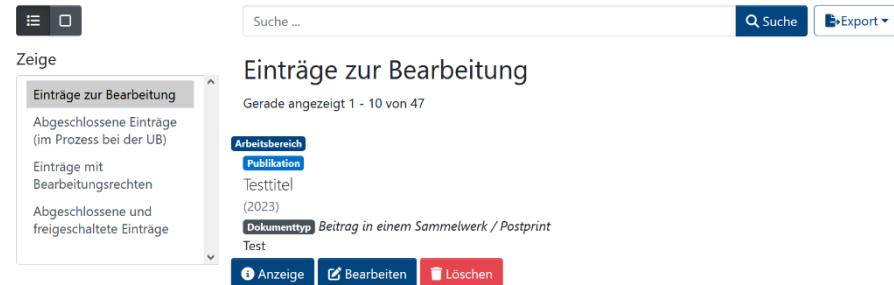 Suche ...
Suche
Export
Zeige
Einträge zur Bearbeitung
Abgeschlossene Einträge
(im Prozess bei der UB)
Einträge mit
Bearbeitungsrechten
Abgeschlossene und
freigeschaltete Einträge
Einträge zur Bearbeitung
Gerade angezeigt 1 - 10 von 47
Arbeitsbereich
Publikation
Testtitel
(2023)
Dokumenttyp Beitrag in einem Sammelwerk / Postprint
Test
Anzeige Bearbeiten Löschen